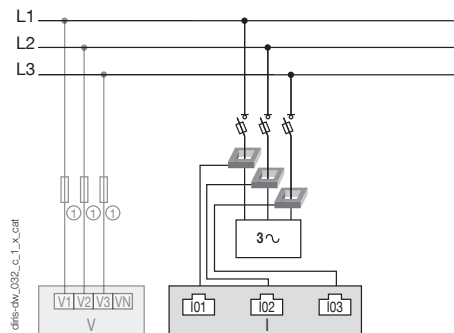 L1
L2
L3
① ① ①
3∿
V1 V2 V3 VN
V
I01 I02 I03
I
diris-dw_032_c_1_x_cat